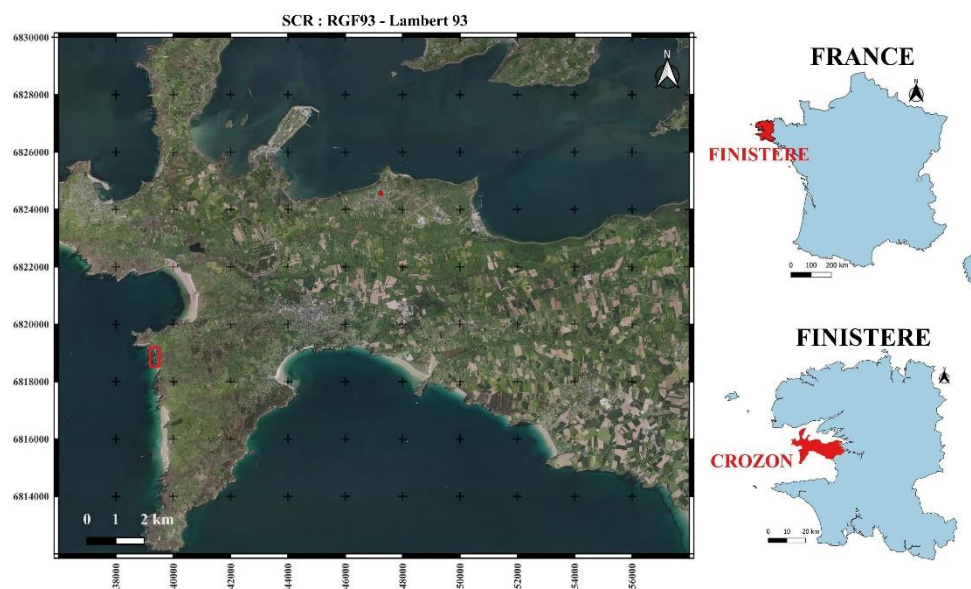 SCR : RGF93 - Lambert 93
6830000
6828000
6826000
6824000
6822000
6820000
6818000
6816000
6814000
N
0 1 2 km
38000
40000
42000
44000
46000
48000
50000
52000
54000
56000
FRANCE
N
FINISTERE
0 100 200 km
FINISTERE
N
CROZON
0 10 20 km